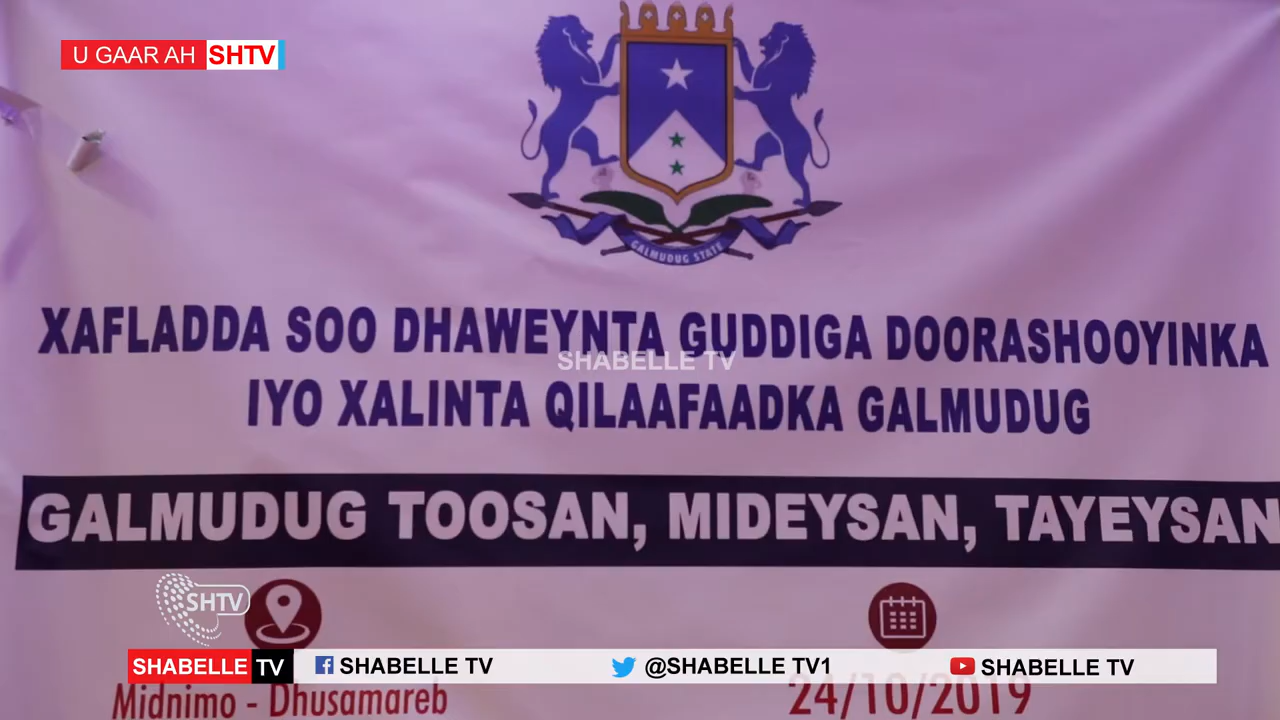 U GAAR AH SHTV
GALMUDUG STATE
XAFLADDA SOO DHAWEYNTA GUDDIGA DOORASHOOYINKA
SHABELLE TV
IYO XALINTA QILAAFAADKA GALMUDUG
GALMUDUG TOOSAN, MIDEYSAN, TAYEYSAN
SHTV
SHABELLE TV SHABELLE TV @SHABELLE TV1 SHABELLE TV
Midnimo - Dhusamareb 24/10/2019